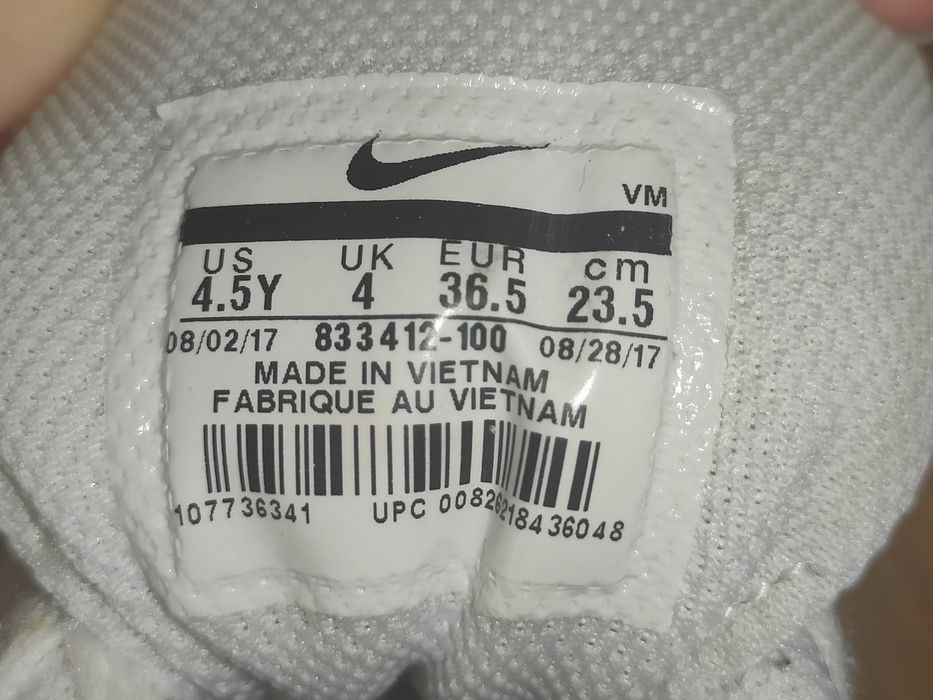 VM
US UK EUR cm
4.5Y 4 36.5 23.5
08/02/17 833412-100 08/28/17
MADE IN VIETNAM
FABRIQUE AU VIETNAM
107736341 UPC 00826218436048